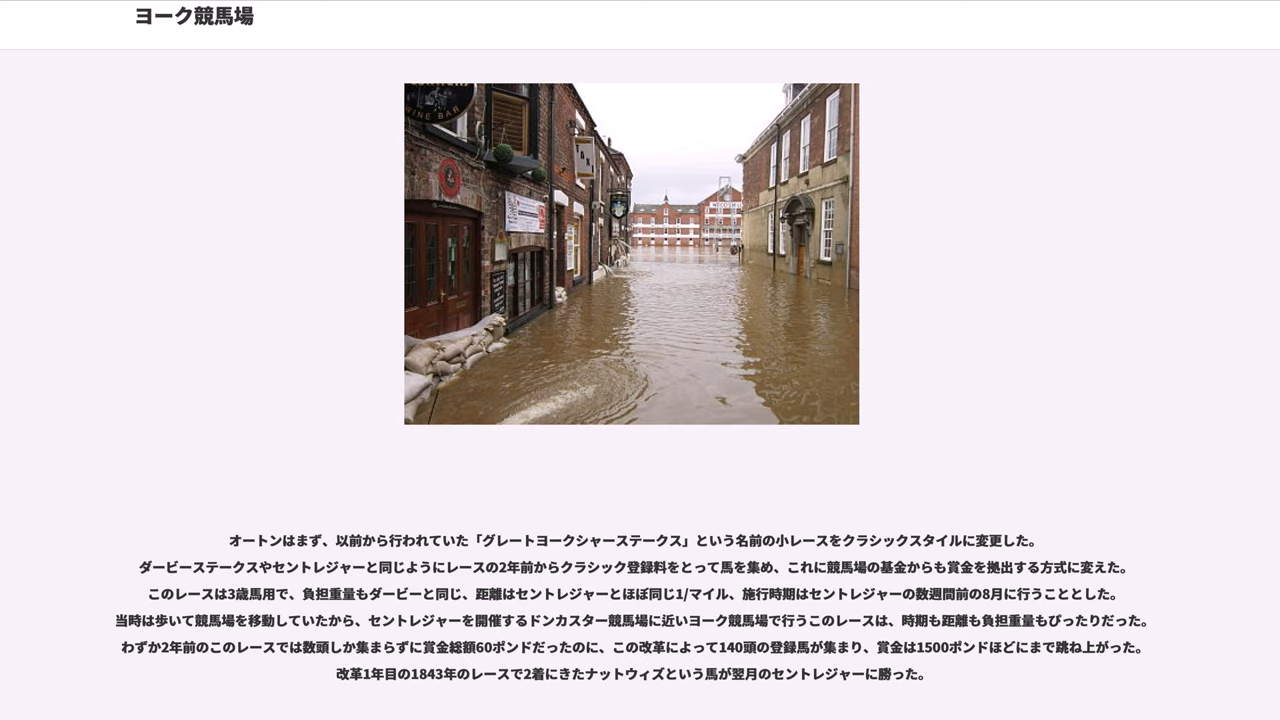 ヨーク競馬場
WINE BAR
TAXI
オートンはまず、以前から行われていた「グレートヨークシャーステークス」という名前の小レースをクラシックスタイルに変更した。
ダービーステークスやセントレジャーと同じようにレースの2年前からクラシック登録料をとって馬を集め、これに競馬場の基金からも賞金を拠出する方式に変えた。
このレースは3歳馬用で、負担重量もダービーと同じ、距離はセントレジャーとほぼ同じ1/マイル、施行時期はセントレジャーの数週間前の8月に行うこととした。
当時は歩いて競馬場を移動していたから、セントレジャーを開催するドンカスター競馬場に近いヨーク競馬場で行うこのレースは、時期も距離も負担重量もぴったりだった。
わずか2年前のこのレースでは数頭しか集まらずに賞金総額60ポンドだったのに、この改革によって140頭の登録馬が集まり、賞金は1500ポンドほどにまで跳ね上がった。
改革1年目の1843年のレースで2着にきたナットウィズという馬が翌月のセントレジャーに勝った。